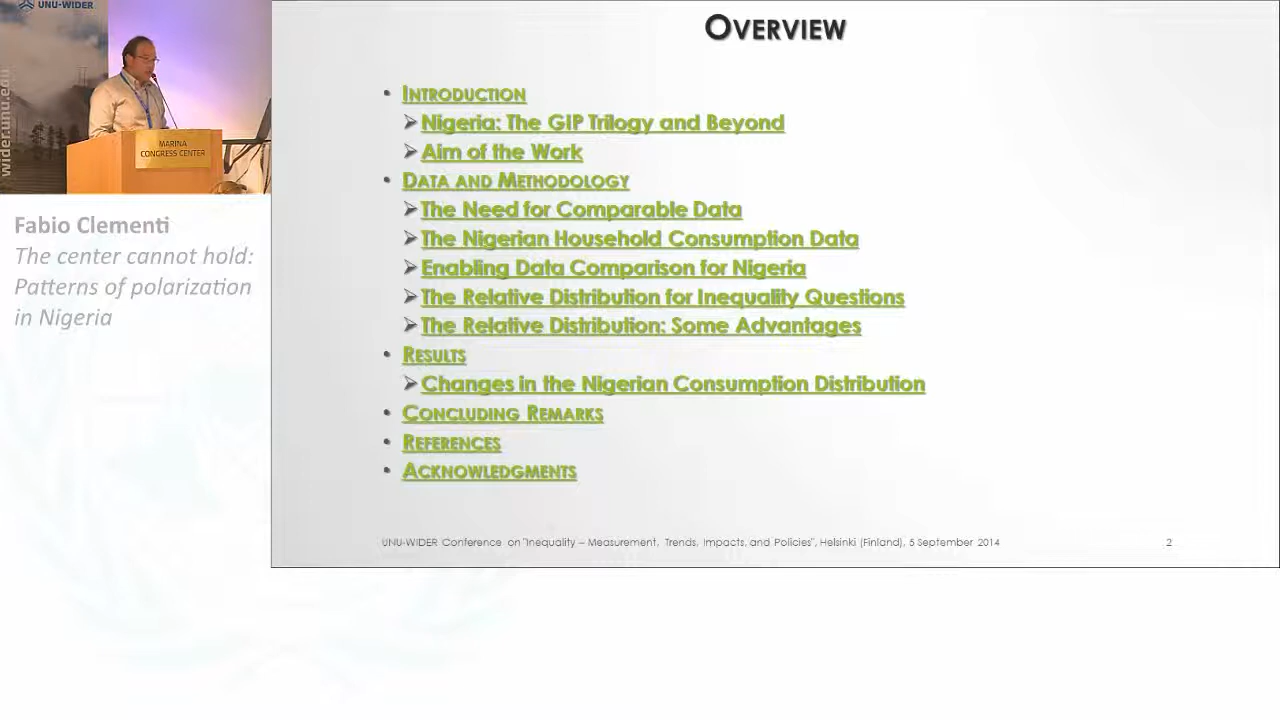 UNU-WIDER
wider.unu.edu
MARINA
CONGRESS CENTER
Fabio Clementi
The center cannot hold:
Patterns of polarization
in Nigeria
OVERVIEW
• INTRODUCTION
➢ Nigeria: The GIP Trilogy and Beyond
➢ Aim of the Work
• DATA AND METHODOLOGY
➢ The Need for Comparable Data
➢ The Nigerian Household Consumption Data
➢ Enabling Data Comparison for Nigeria
➢ The Relative Distribution for Inequality Questions
➢ The Relative Distribution: Some Advantages
• RESULTS
➢ Changes in the Nigerian Consumption Distribution
• CONCLUDING REMARKS
• REFERENCES
• ACKNOWLEDGMENTS
UNU-WIDER Conference on "Inequality – Measurement, Trends, Impacts, and Policies", Helsinki (Finland), 5 September 2014
2